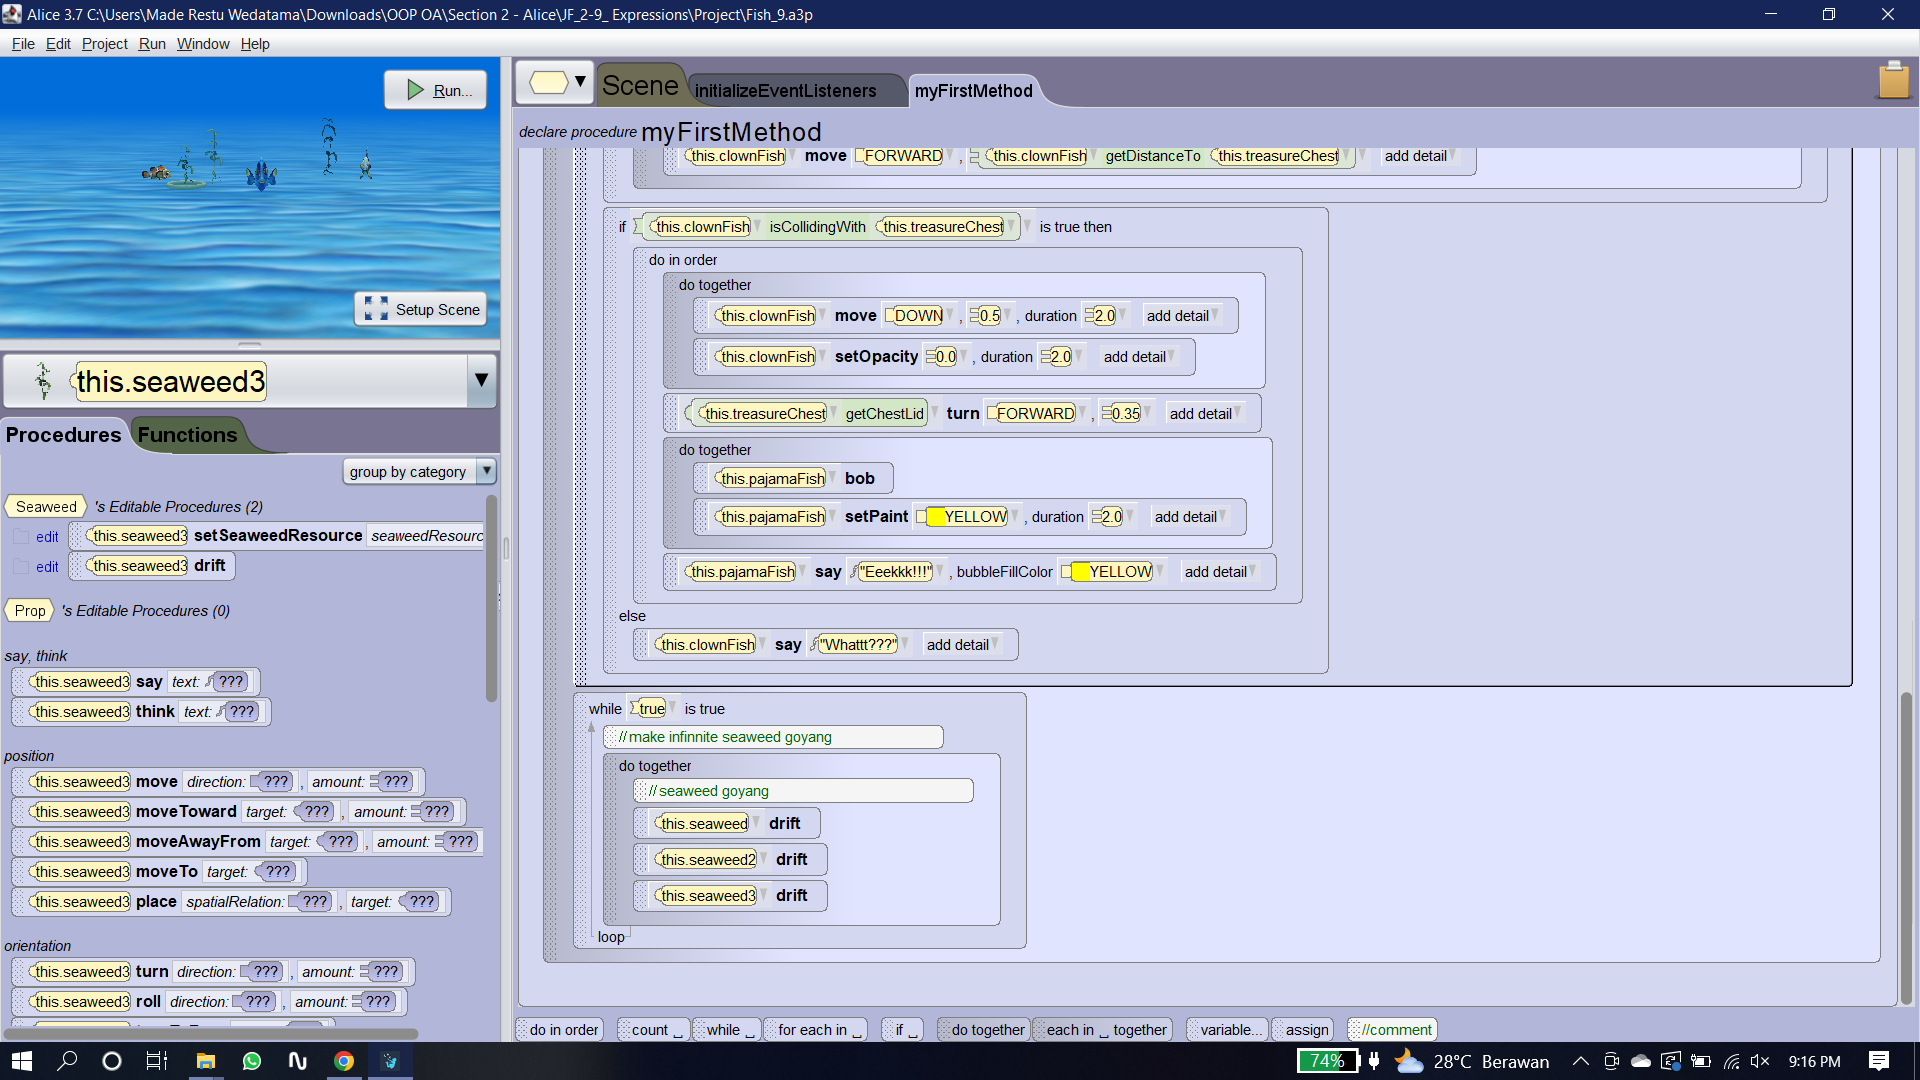 Alice 3.7 C:\Users\Made Restu Wedatama\Downloads\OOP OA\Section 2 - Alice\JF_2-9_ Expressions\Project\Fish_9.a3p
File Edit Project Run Window Help
Run...
Setup Scene
this.seaweed3
Procedures Functions
group by category
Seaweed 's Editable Procedures (2)
edit this.seaweed3 setSeaweedResource seaweedResourc
edit this.seaweed3 drift
Prop 's Editable Procedures (0)
say, think
this.seaweed3 say text: ???
this.seaweed3 think text: ???
position
this.seaweed3 move direction: ??? , amount: ???
this.seaweed3 moveToward target: ??? , amount: ???
this.seaweed3 moveAwayFrom target: ??? , amount: ???
this.seaweed3 moveTo target: ???
this.seaweed3 place spatialRelation: ??? , target: ???
orientation
this.seaweed3 turn direction: ??? , amount: ???
this.seaweed3 roll direction: ??? , amount: ???
Scene initializeEventListeners myFirstMethod
declare procedure myFirstMethod
this.clownFish move FORWARD , this.clownFish getDistanceTo this.treasureChest add detail
if this.clownFish isCollidingWith this.treasureChest is true then
do in order
do together
this.clownFish move DOWN , 0.5 , duration 2.0 add detail
this.clownFish setOpacity 0.0 , duration 2.0 add detail
this.treasureChest getChestLid turn FORWARD , 0.35 add detail
do together
this.pajamaFish bob
this.pajamaFish setPaint YELLOW , duration 2.0 add detail
this.pajamaFish say "Eeekkk!!!" , bubbleFillColor YELLOW add detail
else
this.clownFish say "Whattt???" add detail
while true is true
//make infinnite seaweed goyang
do together
//seaweed goyang
this.seaweed drift
this.seaweed2 drift
this.seaweed3 drift
loop
do in order count _ while _ for each in _ if _ do together each in _ together variable... assign //comment
74% 28°C Berawan 9:16 PM